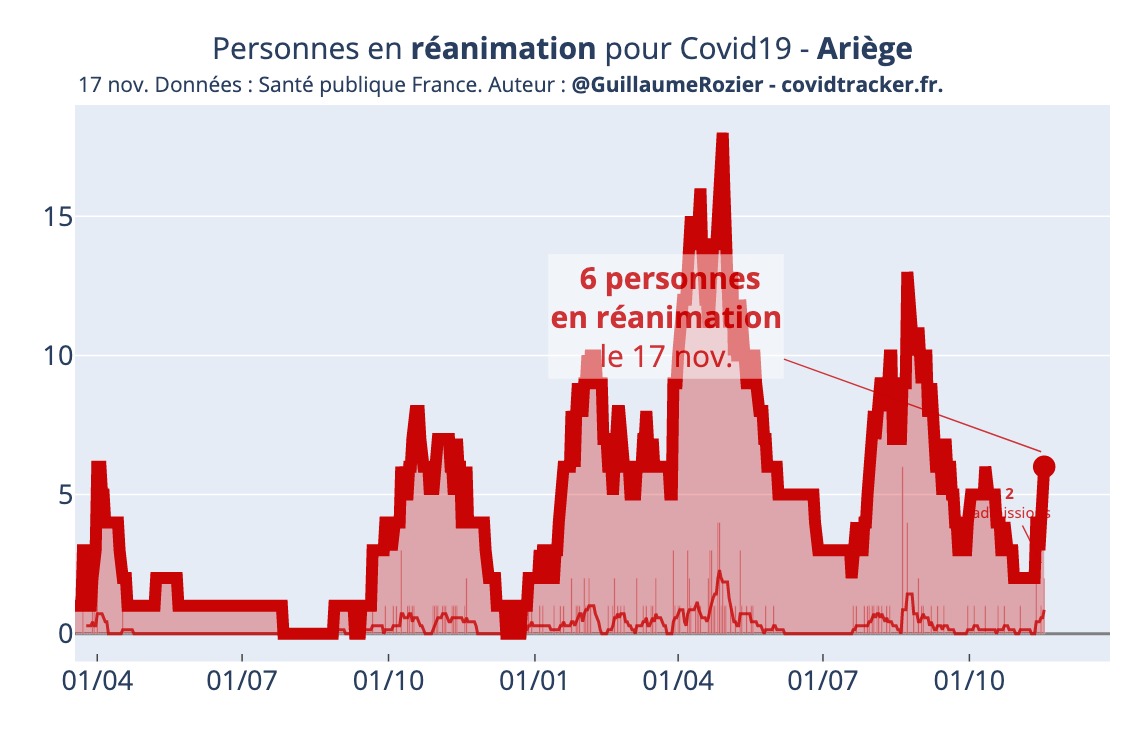 Personnes en réanimation pour Covid19 - Ariège
17 nov. Données : Santé publique France. Auteur : @GuillaumeRozier - covidtracker.fr.
15
6 personnes
en réanimation
le 17 nov.
10
5
2
admissions
0
01/04
01/07
01/10
01/01
01/04
01/07
01/10